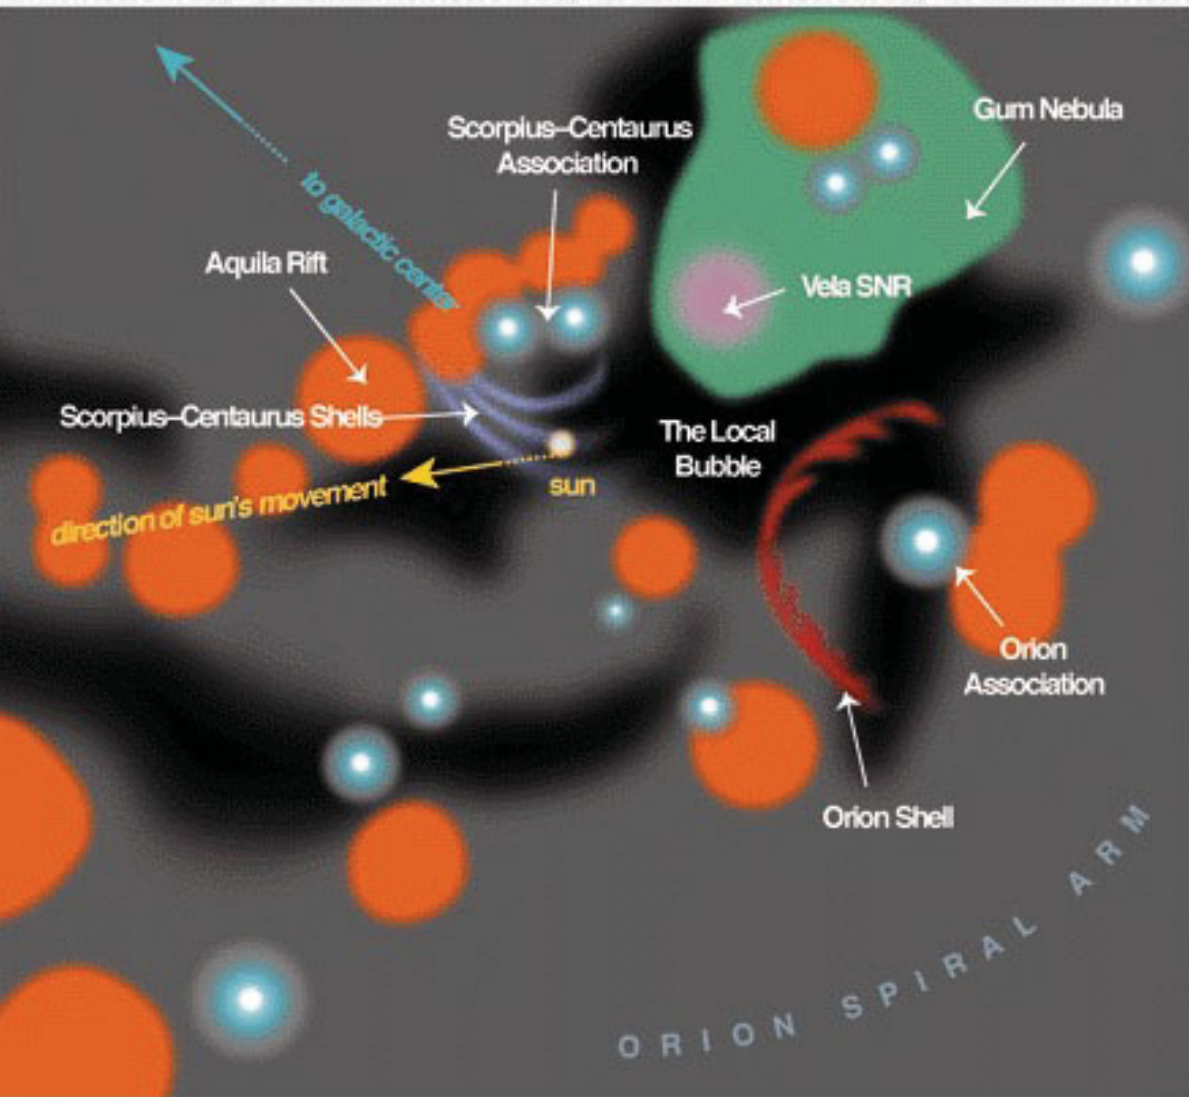 Gum Nebula
Scorpius–Centaurus
Association
to galactic center
Aquila Rift
Vela SNR
Scorpius–Centaurus Shells
The Local
Bubble
sun
direction of sun's movement
Orion
Association
Orion Shell
ORION SPIRAL ARM